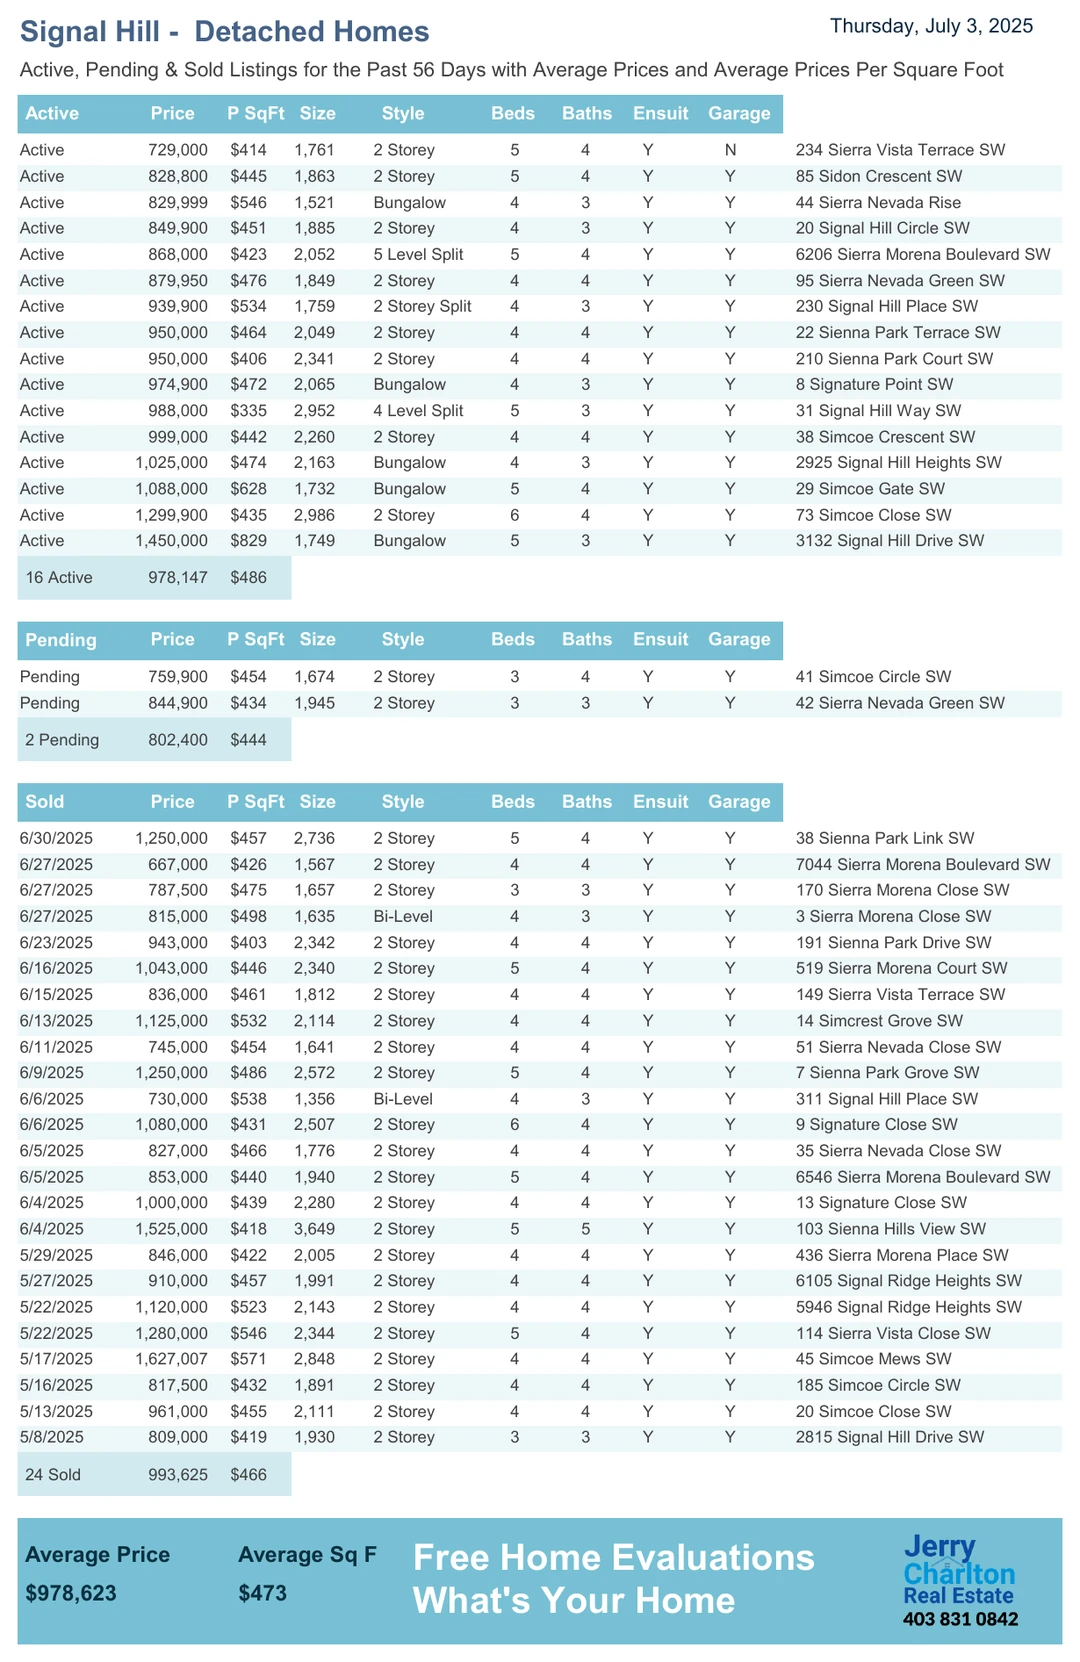 Signal Hill - Detached Homes
Thursday, July 3, 2025
Active, Pending & Sold Listings for the Past 56 Days with Average Prices and Average Prices Per Square Foot
Active Price P SqFt Size Style Beds Baths Ensuit Garage
Active 729,000 $414 1,761 2 Storey 5 4 Y N 234 Sierra Vista Terrace SW
Active 828,800 $445 1,863 2 Storey 5 4 Y Y 85 Sidon Crescent SW
Active 829,999 $546 1,521 Bungalow 4 3 Y Y 44 Sierra Nevada Rise
Active 849,900 $451 1,885 2 Storey 4 3 Y Y 20 Signal Hill Circle SW
Active 868,000 $423 2,052 5 Level Split 5 4 Y Y 6206 Sierra Morena Boulevard SW
Active 879,950 $476 1,849 2 Storey 4 4 Y Y 95 Sierra Nevada Green SW
Active 939,900 $534 1,759 2 Storey Split 4 3 Y Y 230 Signal Hill Place SW
Active 950,000 $464 2,049 2 Storey 4 4 Y Y 22 Sienna Park Terrace SW
Active 950,000 $406 2,341 2 Storey 4 4 Y Y 210 Sienna Park Court SW
Active 974,900 $472 2,065 Bungalow 4 3 Y Y 8 Signature Point SW
Active 988,000 $335 2,952 4 Level Split 5 3 Y Y 31 Signal Hill Way SW
Active 999,000 $442 2,260 2 Storey 4 4 Y Y 38 Simcoe Crescent SW
Active 1,025,000 $474 2,163 Bungalow 4 3 Y Y 2925 Signal Hill Heights SW
Active 1,088,000 $628 1,732 Bungalow 5 4 Y Y 29 Simcoe Gate SW
Active 1,299,900 $435 2,986 2 Storey 6 4 Y Y 73 Simcoe Close SW
Active 1,450,000 $829 1,749 Bungalow 5 3 Y Y 3132 Signal Hill Drive SW
16 Active 978,147 $486
Pending Price P SqFt Size Style Beds Baths Ensuit Garage
Pending 759,900 $454 1,674 2 Storey 3 4 Y Y 41 Simcoe Circle SW
Pending 844,900 $434 1,945 2 Storey 3 3 Y Y 42 Sierra Nevada Green SW
2 Pending 802,400 $444
Sold Price P SqFt Size Style Beds Baths Ensuit Garage
6/30/2025 1,250,000 $457 2,736 2 Storey 5 4 Y Y 38 Sienna Park Link SW
6/27/2025 667,000 $426 1,567 2 Storey 4 4 Y Y 7044 Sierra Morena Boulevard SW
6/27/2025 787,500 $475 1,657 2 Storey 3 3 Y Y 170 Sierra Morena Close SW
6/27/2025 815,000 $498 1,635 Bi-Level 4 3 Y Y 3 Sierra Morena Close SW
6/23/2025 943,000 $403 2,342 2 Storey 4 4 Y Y 191 Sienna Park Drive SW
6/16/2025 1,043,000 $446 2,340 2 Storey 5 4 Y Y 519 Sierra Morena Court SW
6/15/2025 836,000 $461 1,812 2 Storey 4 4 Y Y 149 Sierra Vista Terrace SW
6/13/2025 1,125,000 $532 2,114 2 Storey 4 4 Y Y 14 Simcrest Grove SW
6/11/2025 745,000 $454 1,641 2 Storey 4 4 Y Y 51 Sierra Nevada Close SW
6/9/2025 1,250,000 $486 2,572 2 Storey 5 4 Y Y 7 Sienna Park Grove SW
6/6/2025 730,000 $538 1,356 Bi-Level 4 3 Y Y 311 Signal Hill Place SW
6/6/2025 1,080,000 $431 2,507 2 Storey 6 4 Y Y 9 Signature Close SW
6/5/2025 827,000 $466 1,776 2 Storey 4 4 Y Y 35 Sierra Nevada Close SW
6/5/2025 853,000 $440 1,940 2 Storey 5 4 Y Y 6546 Sierra Morena Boulevard SW
6/4/2025 1,000,000 $439 2,280 2 Storey 4 4 Y Y 13 Signature Close SW
6/4/2025 1,525,000 $418 3,649 2 Storey 5 5 Y Y 103 Sienna Hills View SW
5/29/2025 846,000 $422 2,005 2 Storey 4 4 Y Y 436 Sierra Morena Place SW
5/27/2025 910,000 $457 1,991 2 Storey 4 4 Y Y 6105 Signal Ridge Heights SW
5/22/2025 1,120,000 $523 2,143 2 Storey 4 4 Y Y 5946 Signal Ridge Heights SW
5/22/2025 1,280,000 $546 2,344 2 Storey 5 4 Y Y 114 Sierra Vista Close SW
5/17/2025 1,627,007 $571 2,848 2 Storey 4 4 Y Y 45 Simcoe Mews SW
5/16/2025 817,500 $432 1,891 2 Storey 4 4 Y Y 185 Simcoe Circle SW
5/13/2025 961,000 $455 2,111 2 Storey 4 4 Y Y 20 Simcoe Close SW
5/8/2025 809,000 $419 1,930 2 Storey 3 3 Y Y 2815 Signal Hill Drive SW
24 Sold 993,625 $466
Average Price Average Sq F
$978,623 $473
Free Home Evaluations
What's Your Home
Jerry
Charlton
Real Estate
403 831 0842